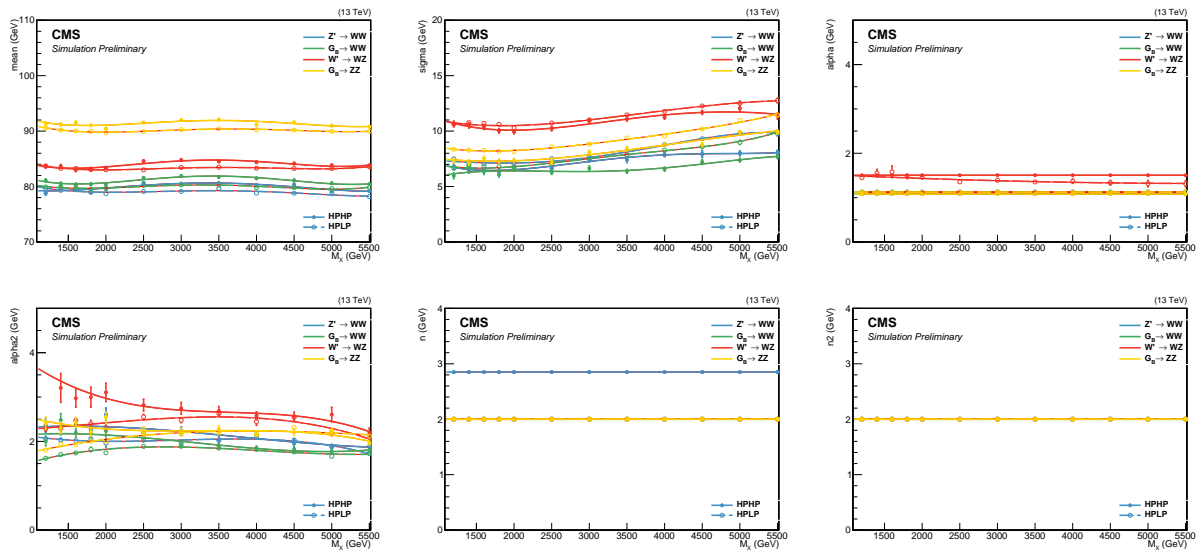 (13 TeV)
mean (GeV)
110
100
90
80
70
CMS
Simulation Preliminary
Z' → WW
G_B → WW
W' → WZ
G_B → ZZ
HPHP
HPLP
1500 2000 2500 3000 3500 4000 4500 5000 5500
M_X (GeV)
(13 TeV)
sigma (GeV)
20
15
10
5
0
CMS
Simulation Preliminary
Z' → WW
G_B → WW
W' → WZ
G_B → ZZ
HPHP
HPLP
1500 2000 2500 3000 3500 4000 4500 5000 5500
M_X (GeV)
(13 TeV)
alpha (GeV)
4
2
0
CMS
Simulation Preliminary
Z' → WW
G_B → WW
W' → WZ
G_B → ZZ
HPHP
HPLP
1500 2000 2500 3000 3500 4000 4500 5000 5500
M_X (GeV)
(13 TeV)
alpha2 (GeV)
4
2
0
CMS
Simulation Preliminary
Z' → WW
G_B → WW
W' → WZ
G_B → ZZ
HPHP
HPLP
1500 2000 2500 3000 3500 4000 4500 5000 5500
M_X (GeV)
(13 TeV)
n (GeV)
4
3
2
1
0
CMS
Simulation Preliminary
Z' → WW
G_B → WW
W' → WZ
G_B → ZZ
HPHP
HPLP
1500 2000 2500 3000 3500 4000 4500 5000 5500
M_X (GeV)
(13 TeV)
n2 (GeV)
4
3
2
1
0
CMS
Simulation Preliminary
Z' → WW
G_B → WW
W' → WZ
G_B → ZZ
HPHP
HPLP
1500 2000 2500 3000 3500 4000 4500 5000 5500
M_X (GeV)